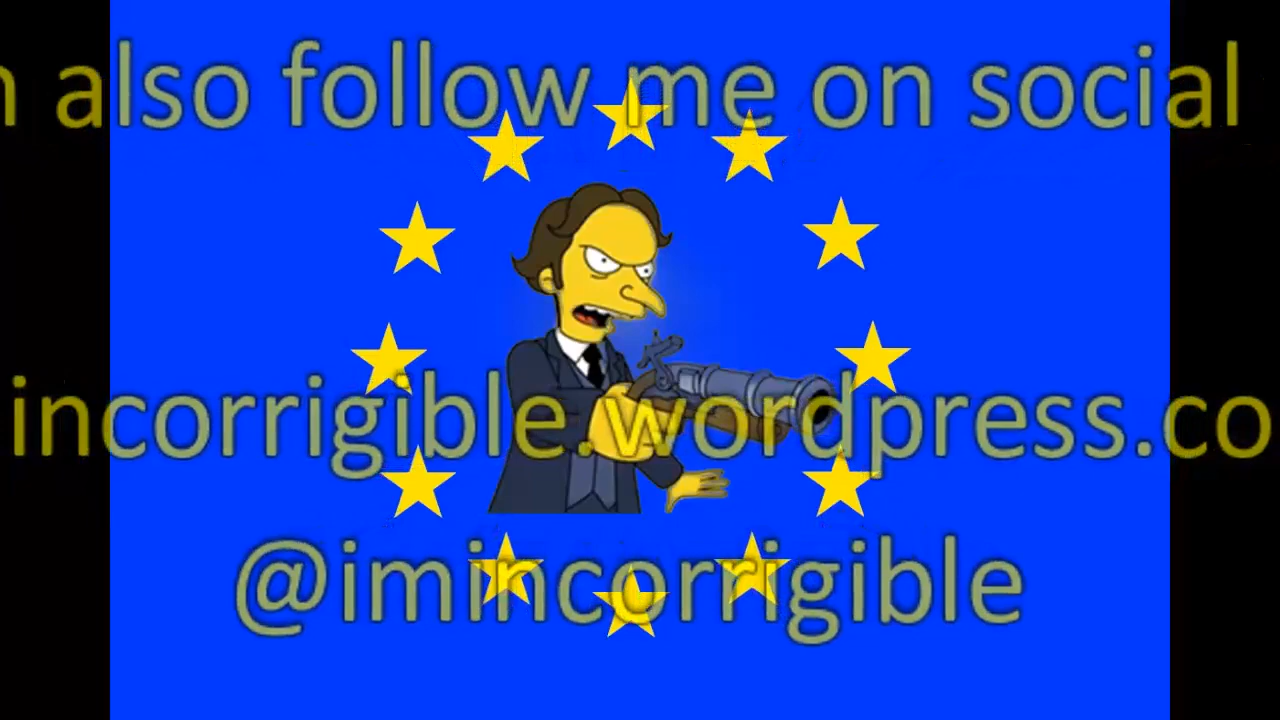 also follow me on social
incorrigible.wordpress.co
@imincorrigible